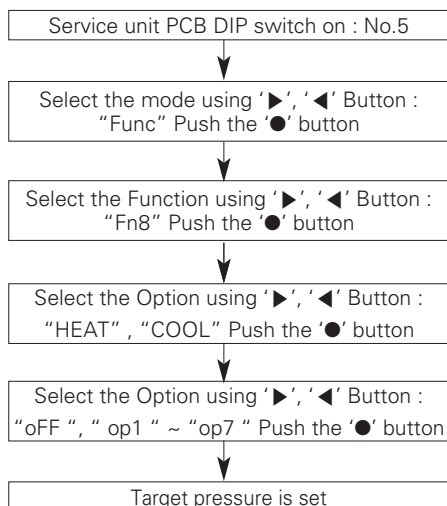 Service unit PCB DIP switch on : No.5
Select the mode using ‘▶’, ‘◀’ Button :
“Func” Push the ‘●’ button
Select the Function using ‘▶’, ‘◀’ Button :
“Fn8” Push the ‘●’ button
Select the Option using ‘▶’, ‘◀’ Button :
“HEAT” , “COOL” Push the ‘●’ button
Select the Option using ‘▶’, ‘◀’ Button :
“oFF “, “ op1 “ ~ “op7 “ Push the ‘●’ button
Target pressure is set